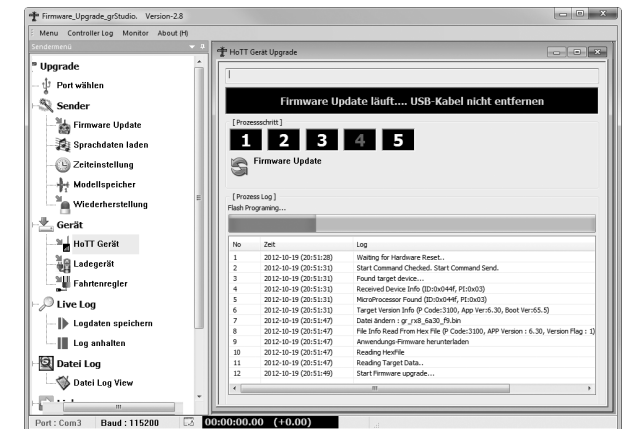 Firmware_Upgrade_grStudio. Version-2.8
Menu Controller Log Monitor About (H)
Sendermenü
Upgrade
Port wählen
Sender
Firmware Update
Sprachdaten laden
Zeiteinstellung
Modellspeicher
Wiederherstellung
Gerät
HoTT Gerät
Ladegerät
Fahrtenregler
Live Log
Logdaten speichern
Log anhalten
Datei Log
Datei Log View
HoTT Gerät Upgrade
Firmware Update läuft.... USB-Kabel nicht entfernen
[ Prozessschritt ]
1 2 3 4 5
Firmware Update
[ Prozess Log ]
Flash Programing...
No Zeit Log
1 2012-10-19 (20:51:28) Waiting for Hardware Reset..
2 2012-10-19 (20:51:31) Start Command Checked. Start Command Send.
3 2012-10-19 (20:51:31) Found target device...
4 2012-10-19 (20:51:31) Received Device Info (ID:0x044f, PI:0x03)
5 2012-10-19 (20:51:31) MicroProcessor Found (ID:0x044f, PI:0x03)
6 2012-10-19 (20:51:31) Target Version Info (P Code:3100, App Ver:6.30, Boot Ver:65.5)
7 2012-10-19 (20:51:47) Datei ändern : gr_rx8_6a30_f9.bin
8 2012-10-19 (20:51:47) File Info Read From Hex File (P Code:3100, APP Version : 6.30, Version Flag : 1)
9 2012-10-19 (20:51:47) Anwendungs-Firmware herunterladen
10 2012-10-19 (20:51:47) Reading HexFile
11 2012-10-19 (20:51:47) Reading Target Data..
12 2012-10-19 (20:51:49) Start Firmware upgrade...
Port : Com3 Baud : 115200 00:00:00.00 (+0.00)